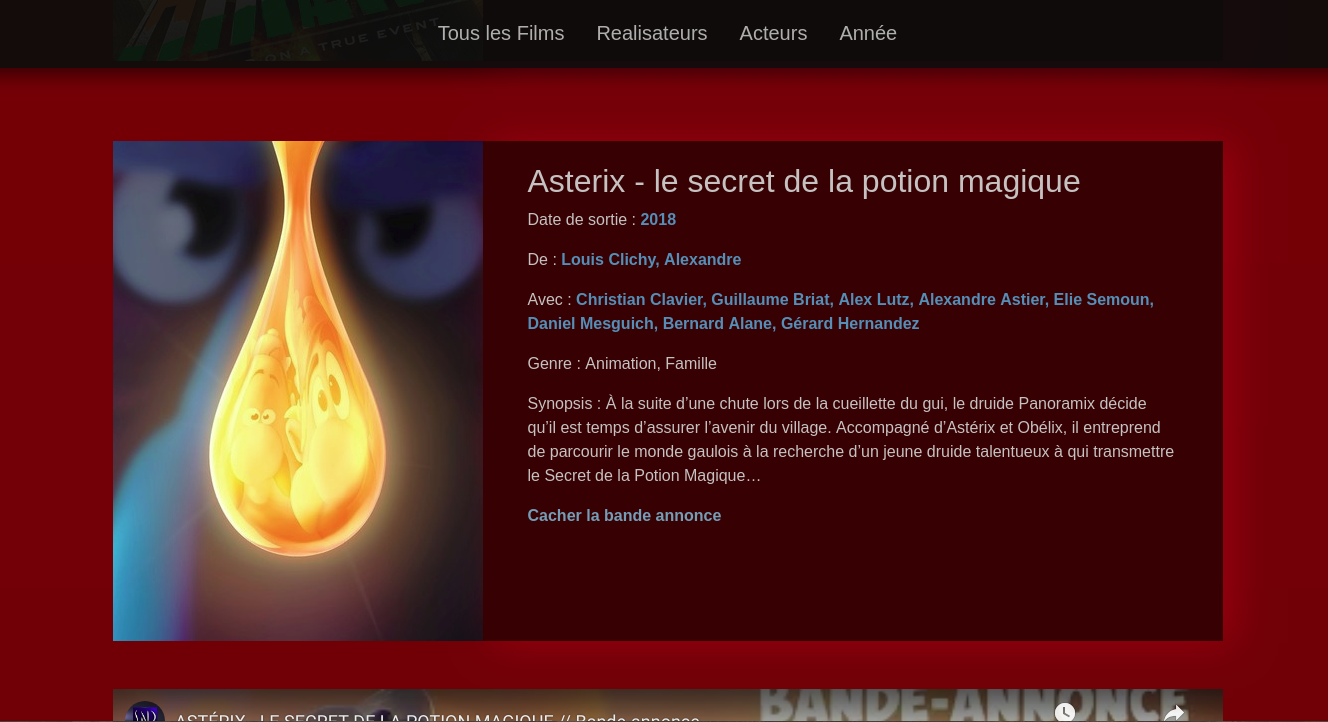 ON A TRUE EVENT
Tous les Films Realisateurs Acteurs Année
Asterix - le secret de la potion magique
Date de sortie : 2018
De : Louis Clichy, Alexandre
Avec : Christian Clavier, Guillaume Briat, Alex Lutz, Alexandre Astier, Elie Semoun,
Daniel Mesguich, Bernard Alane, Gérard Hernandez
Genre : Animation, Famille
Synopsis : À la suite d’une chute lors de la cueillette du gui, le druide Panoramix décide
qu’il est temps d’assurer l’avenir du village. Accompagné d’Astérix et Obélix, il entreprend
de parcourir le monde gaulois à la recherche d’un jeune druide talentueux à qui transmettre
le Secret de la Potion Magique…
Cacher la bande annonce
BANDE-ANNONCE
SND
ASTÉRIX - LE SECRET DE LA POTION MAGIQUE // Bande-annonce